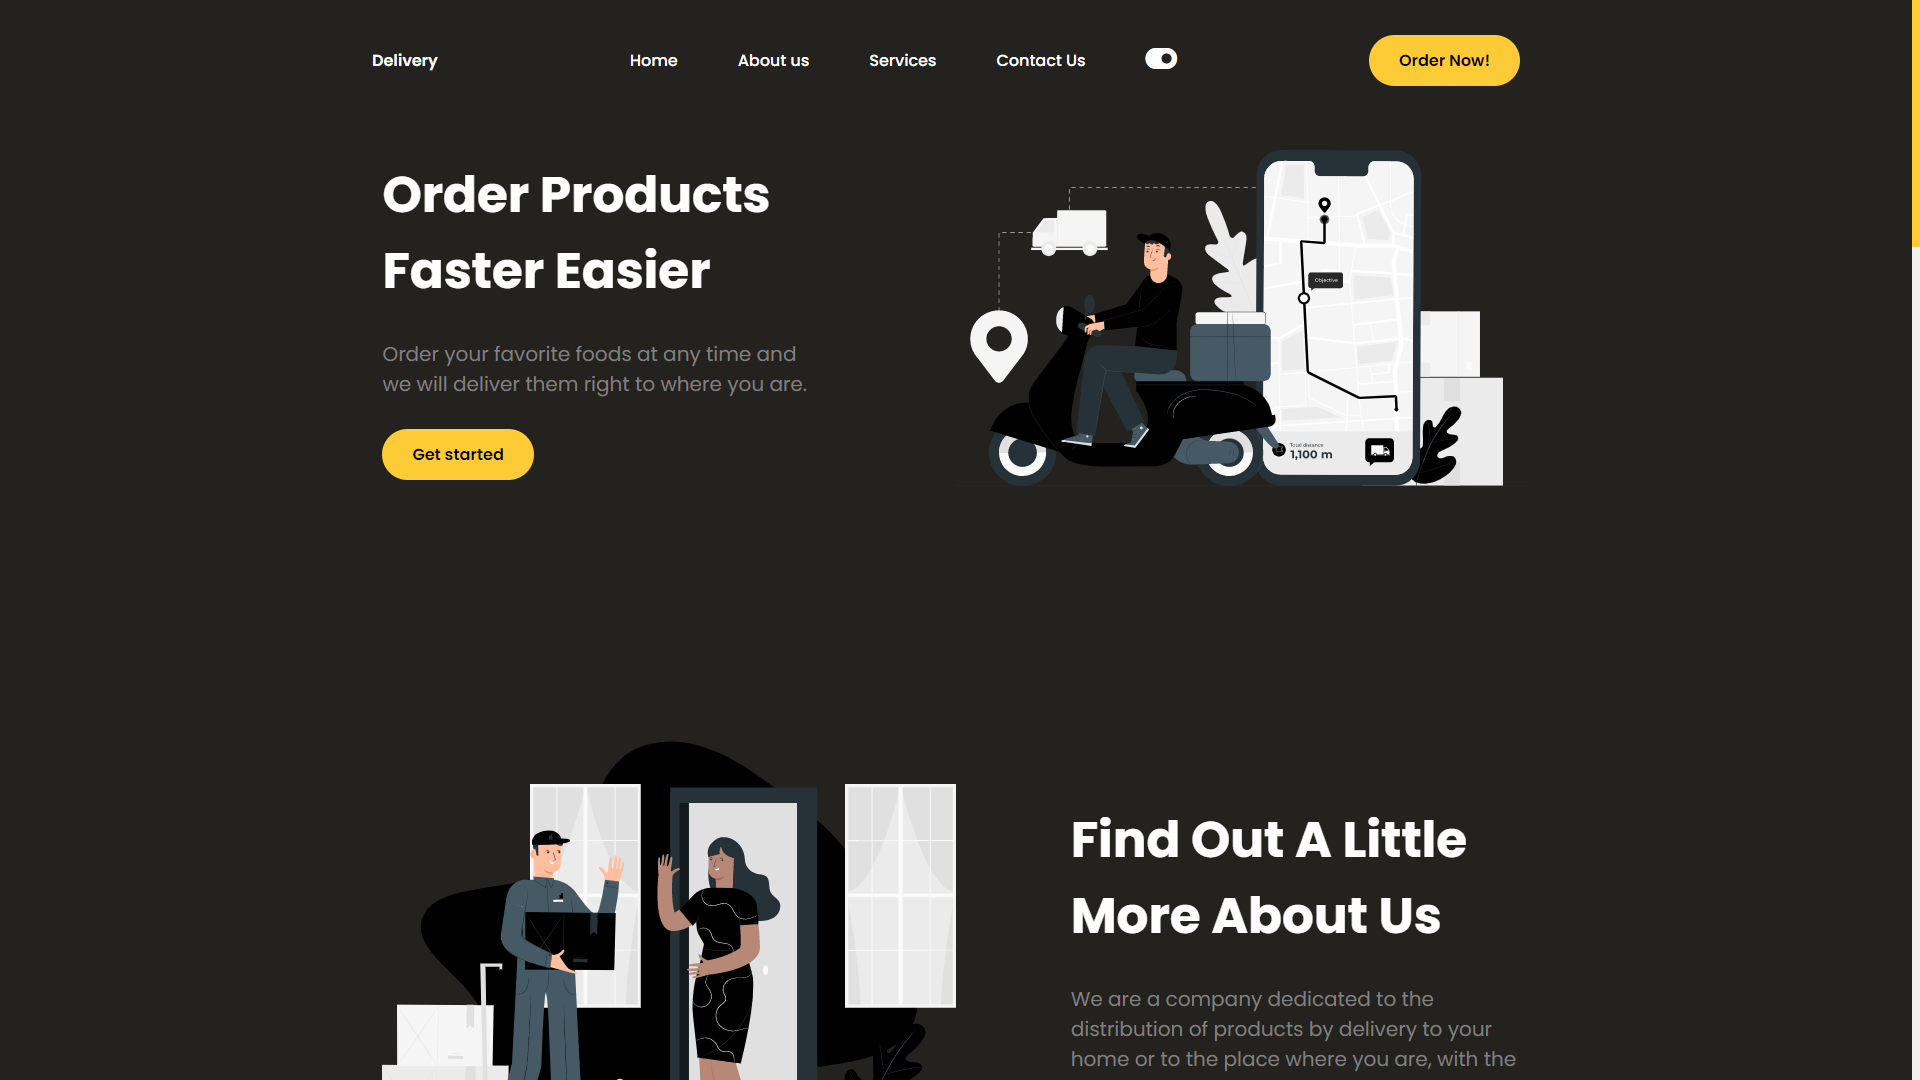 Delivery
Home
About us
Services
Contact Us
Order Now!
Order Products
Faster Easier
Order your favorite foods at any time and
we will deliver them right to where you are.
Get started
Objective
Total distance
1,100 m
Find Out A Little
More About Us
We are a company dedicated to the
distribution of products by delivery to your
home or to the place where you are, with the